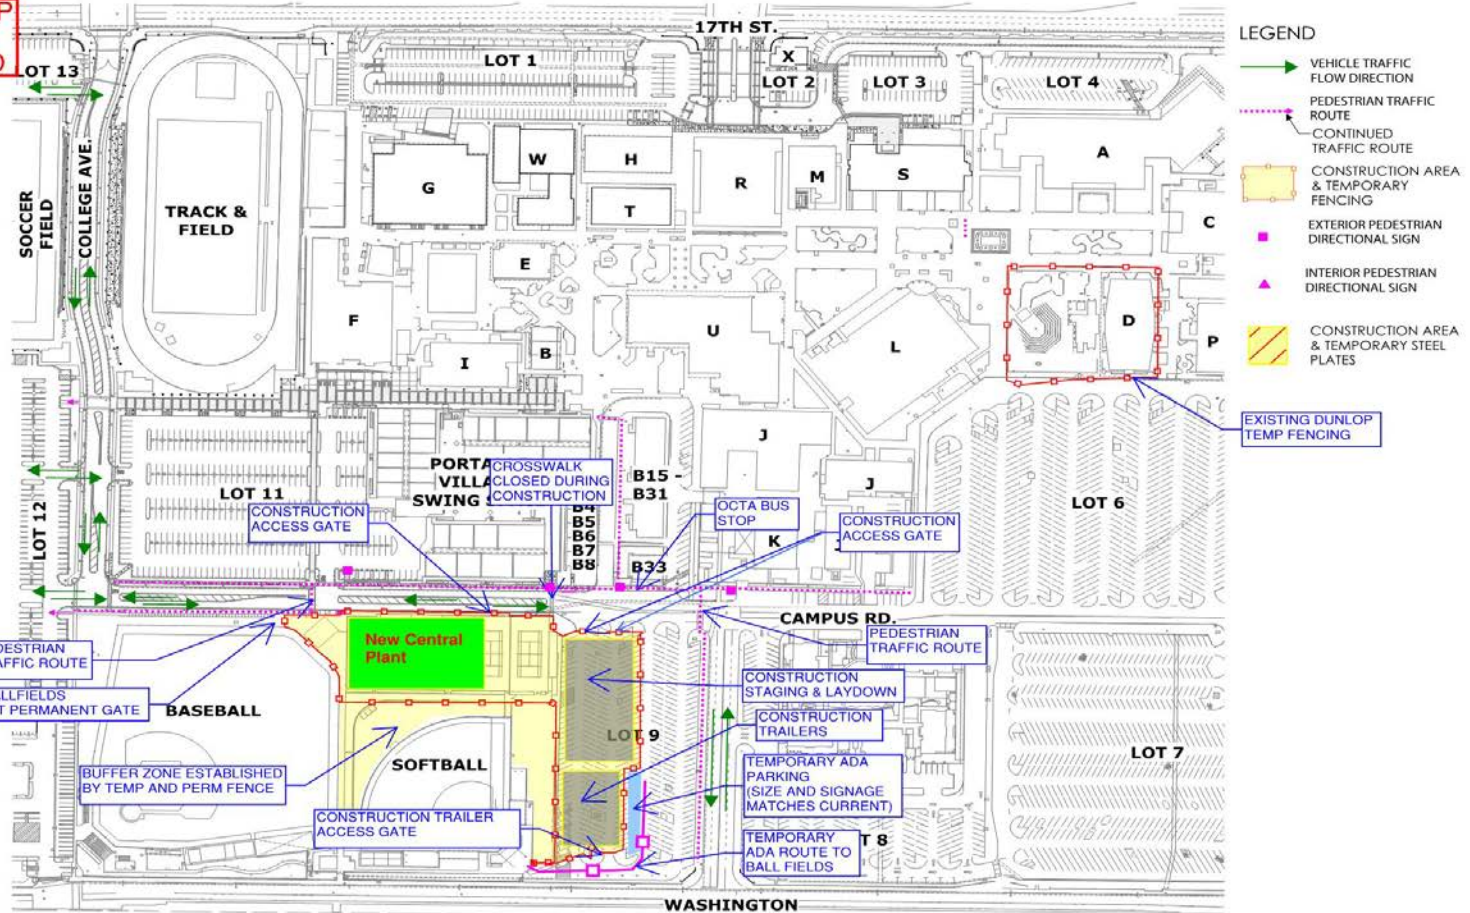 P
LOT 13
17TH ST.
LOT 1
X
LOT 2
LOT 3
LOT 4
LEGEND
VEHICLE TRAFFIC
FLOW DIRECTION
PEDESTRIAN TRAFFIC
ROUTE
CONTINUED
TRAFFIC ROUTE
CONSTRUCTION AREA
& TEMPORARY
FENCING
EXTERIOR PEDESTRIAN
DIRECTIONAL SIGN
INTERIOR PEDESTRIAN
DIRECTIONAL SIGN
CONSTRUCTION AREA
& TEMPORARY STEEL
PLATES
SOCCER
FIELD
COLLEGE AVE.
TRACK &
FIELD
G
W
H
T
R
M
S
A
C
E
F
I
B
U
L
D
P
EXISTING DUNLOP
TEMP FENCING
LOT 12
LOT 11
PORTA
VILLA
SWING S
CROSSWALK
CLOSED DURING
CONSTRUCTION
CONSTRUCTION
ACCESS GATE
B4
B5
B6
B7
B8
B15 -
B31
B33
J
J
K
OCTA BUS
STOP
CONSTRUCTION
ACCESS GATE
LOT 6
CAMPUS RD.
PEDESTRIAN
TRAFFIC ROUTE
DESTRIAN
AFFIC ROUTE
LLFIELDS
T PERMANENT GATE
BASEBALL
New Central
Plant
CONSTRUCTION
STAGING & LAYDOWN
LOT 9
CONSTRUCTION
TRAILERS
SOFTBALL
BUFFER ZONE ESTABLISHED
BY TEMP AND PERM FENCE
TEMPORARY ADA
PARKING
(SIZE AND SIGNAGE
MATCHES CURRENT)
CONSTRUCTION TRAILER
ACCESS GATE
TEMPORARY
ADA ROUTE TO
BALL FIELDS
T 8
LOT 7
WASHINGTON